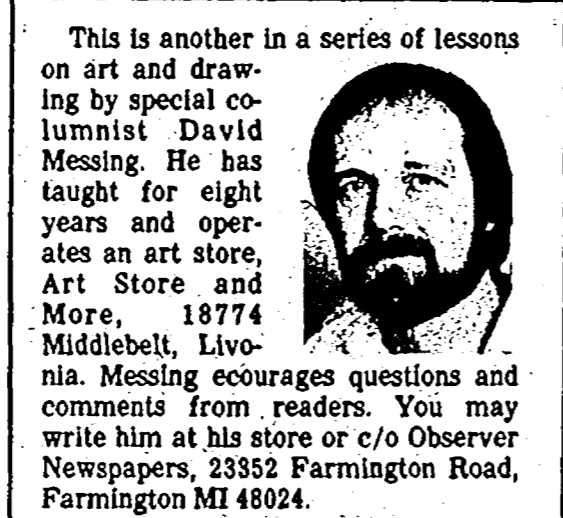 This is another in a series of lessons
on art and draw-
ing by special co-
lumnist David
Messing. He has
taught for eight
years and oper-
ates an art store,
Art Store and
More, 18774
Middlebelt, Livo-
nia. Messing ecourages questions and
comments from readers. You may
write him at his store or c/o Observer
Newspapers, 23352 Farmington Road,
Farmington MI 48024.